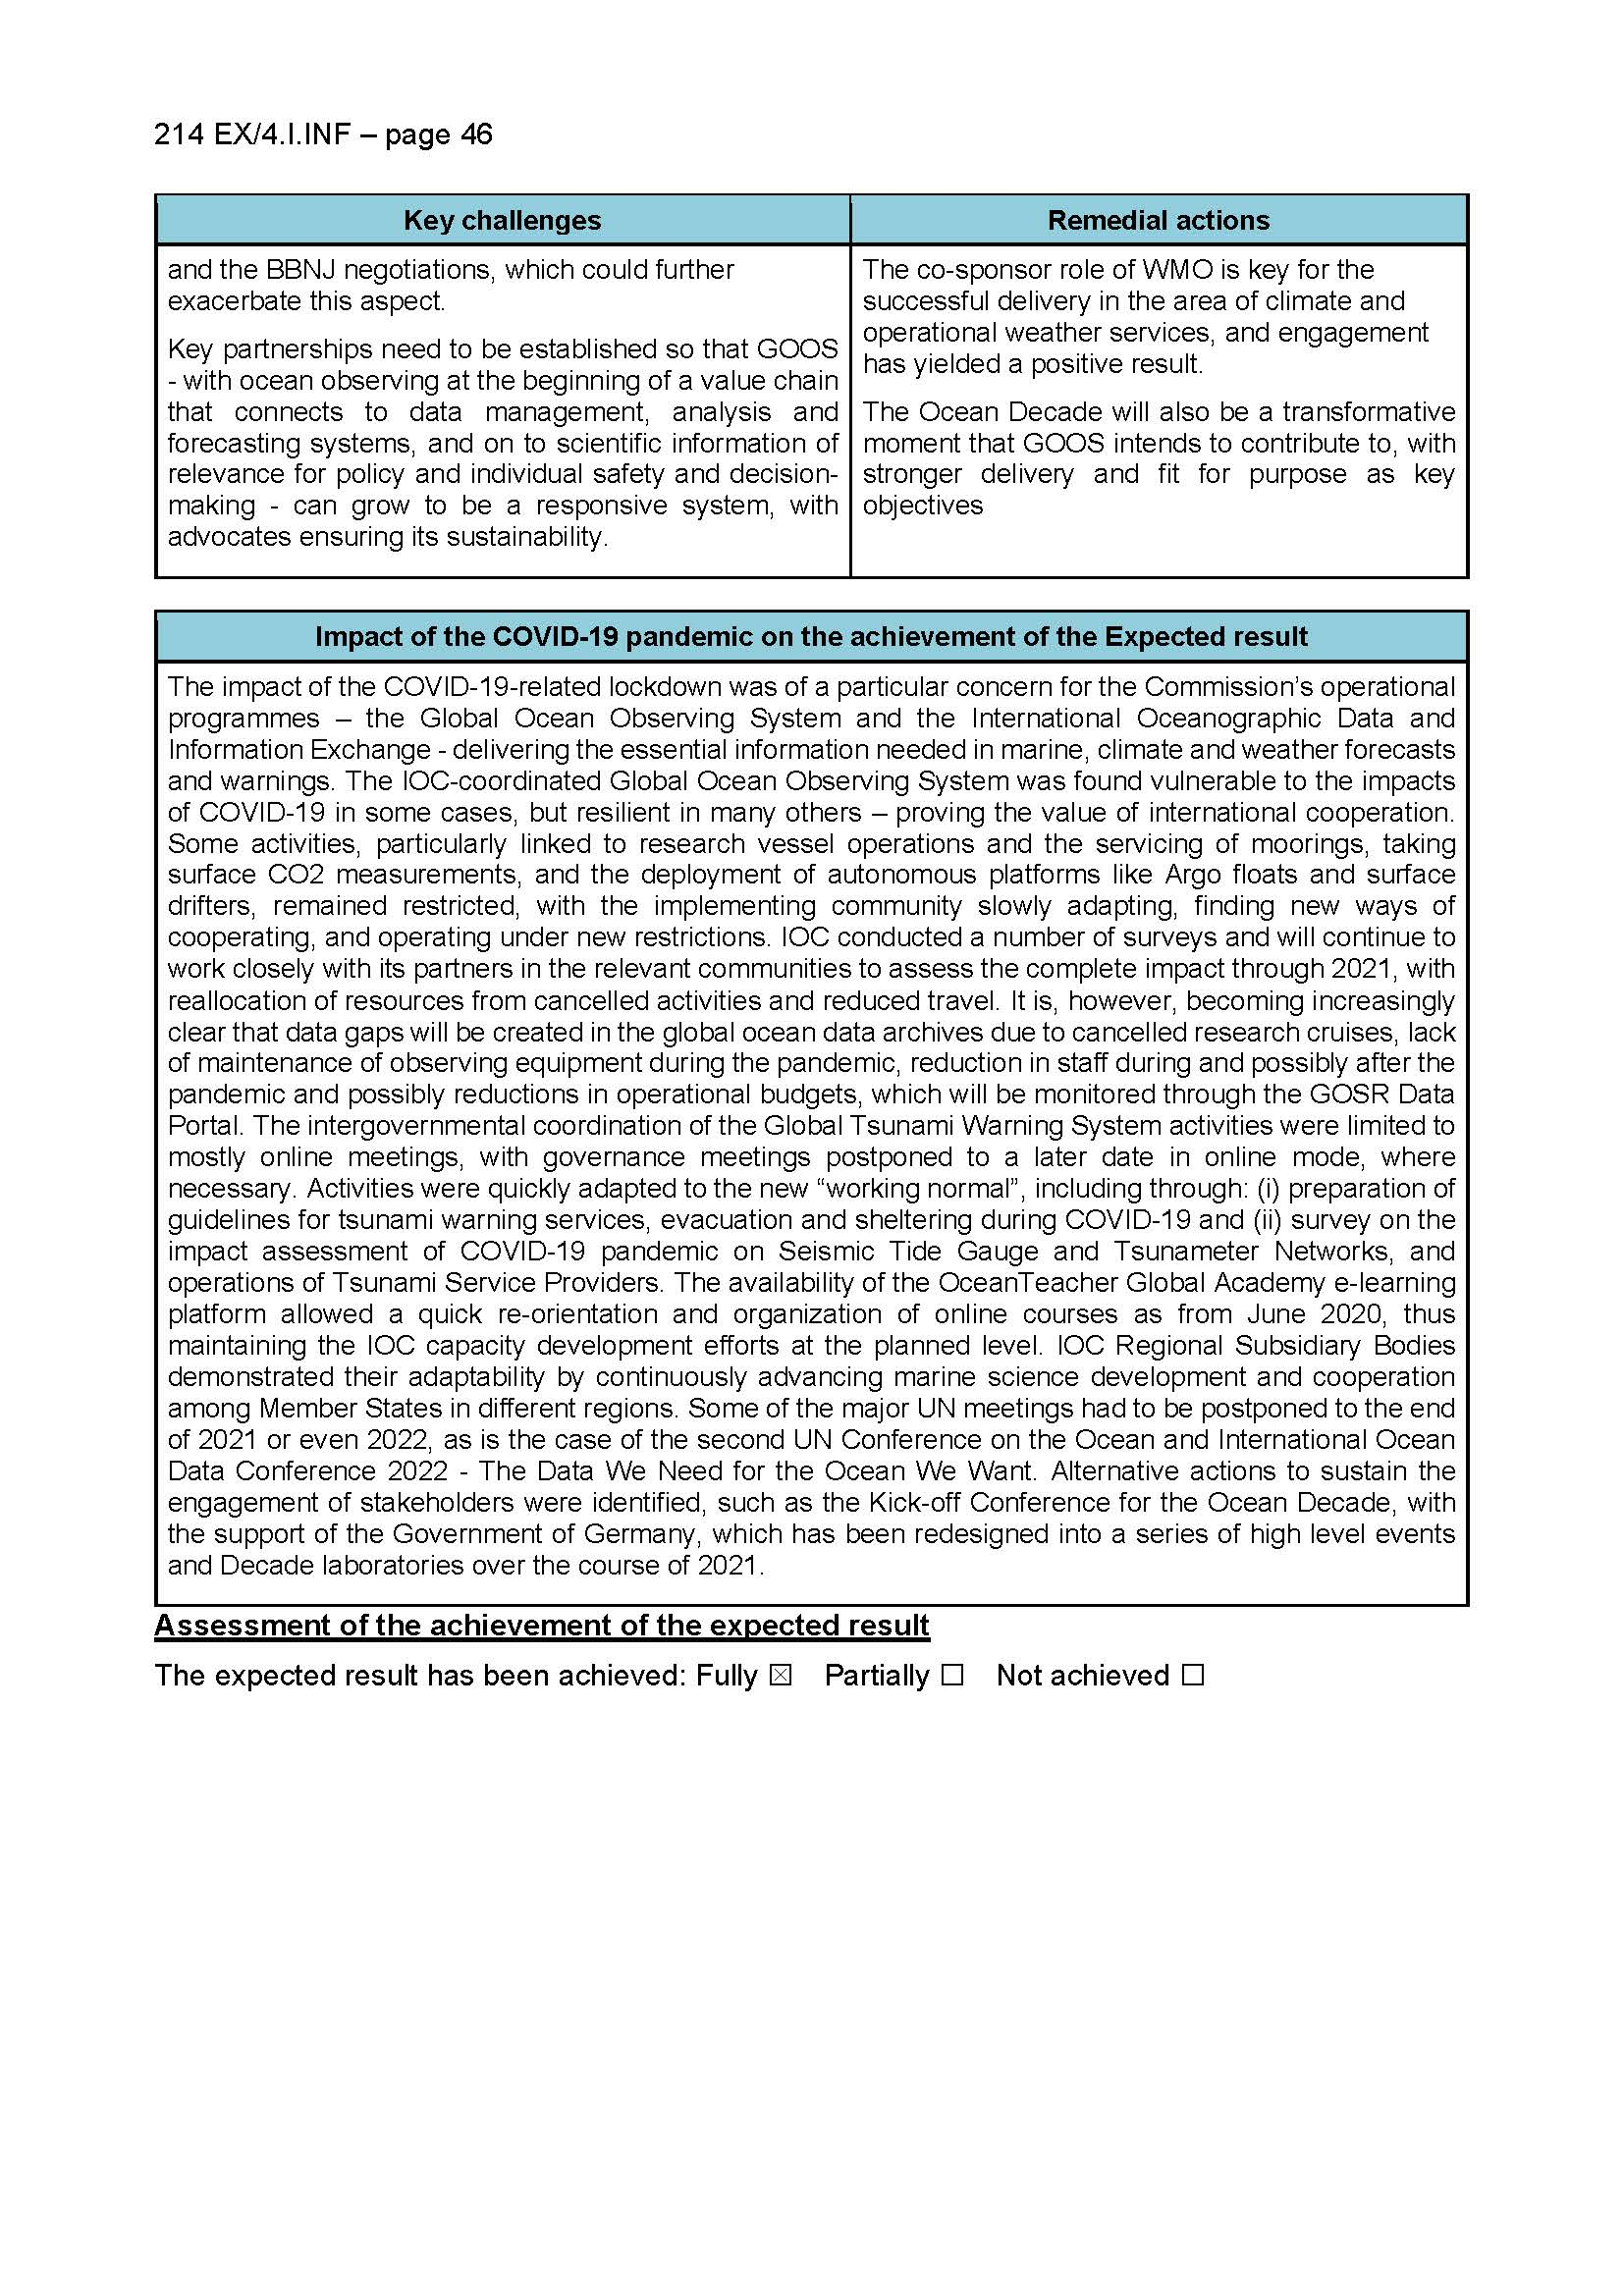 214 EX/4.I.INF – page 46
Key challenges
Remedial actions
and the BBNJ negotiations, which could further
exacerbate this aspect.
Key partnerships need to be established so that GOOS
- with ocean observing at the beginning of a value chain
that connects to data management, analysis and
forecasting systems, and on to scientific information of
relevance for policy and individual safety and decision-
making - can grow to be a responsive system, with
advocates ensuring its sustainability.
The co-sponsor role of WMO is key for the
successful delivery in the area of climate and
operational weather services, and engagement
has yielded a positive result.
The Ocean Decade will also be a transformative
moment that GOOS intends to contribute to, with
stronger delivery and fit for purpose as key
objectives
Impact of the COVID-19 pandemic on the achievement of the Expected result
The impact of the COVID-19-related lockdown was of a particular concern for the Commission's operational
programmes – the Global Ocean Observing System and the International Oceanographic Data and
Information Exchange - delivering the essential information needed in marine, climate and weather forecasts
and warnings. The IOC-coordinated Global Ocean Observing System was found vulnerable to the impacts
of COVID-19 in some cases, but resilient in many others – proving the value of international cooperation.
Some activities, particularly linked to research vessel operations and the servicing of moorings, taking
surface CO2 measurements, and the deployment of autonomous platforms like Argo floats and surface
drifters, remained restricted, with the implementing community slowly adapting, finding new ways of
cooperating, and operating under new restrictions. IOC conducted a number of surveys and will continue to
work closely with its partners in the relevant communities to assess the complete impact through 2021, with
reallocation of resources from cancelled activities and reduced travel. It is, however, becoming increasingly
clear that data gaps will be created in the global ocean data archives due to cancelled research cruises, lack
of maintenance of observing equipment during the pandemic, reduction in staff during and possibly after the
pandemic and possibly reductions in operational budgets, which will be monitored through the GOSR Data
Portal. The intergovernmental coordination of the Global Tsunami Warning System activities were limited to
mostly online meetings, with governance meetings postponed to a later date in online mode, where
necessary. Activities were quickly adapted to the new “working normal”, including through: (i) preparation of
guidelines for tsunami warning services, evacuation and sheltering during COVID-19 and (ii) survey on the
impact assessment of COVID-19 pandemic on Seismic Tide Gauge and Tsunameter Networks, and
operations of Tsunami Service Providers. The availability of the OceanTeacher Global Academy e-learning
platform allowed a quick re-orientation and organization of online courses as from June 2020, thus
maintaining the IOC capacity development efforts at the planned level. IOC Regional Subsidiary Bodies
demonstrated their adaptability by continuously advancing marine science development and cooperation
among Member States in different regions. Some of the major UN meetings had to be postponed to the end
of 2021 or even 2022, as is the case of the second UN Conference on the Ocean and International Ocean
Data Conference 2022 - The Data We Need for the Ocean We Want. Alternative actions to sustain the
engagement of stakeholders were identified, such as the Kick-off Conference for the Ocean Decade, with
the support of the Government of Germany, which has been redesigned into a series of high level events
and Decade laboratories over the course of 2021.
Assessment of the achievement of the expected result
The expected result has been achieved: Fully ☒ Partially ☐ Not achieved ☐